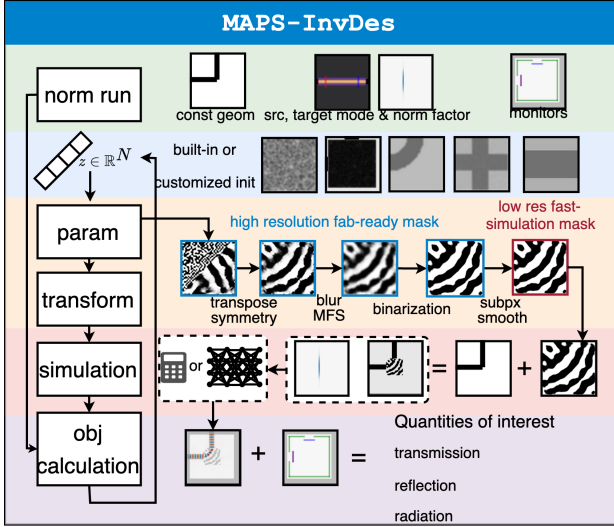 MAPS-InvDes
norm run
const geom
src, target mode & norm factor
monitors
z ∈ ℝ^N
built-in or
customized init
param
high resolution fab-ready mask
low res fast-
simulation mask
transform
transpose
symmetry
blur
MFS
binarization
subpx
smooth
simulation
or
=
+
obj
calculation
+
=
Quantities of interest
transmission
reflection
radiation